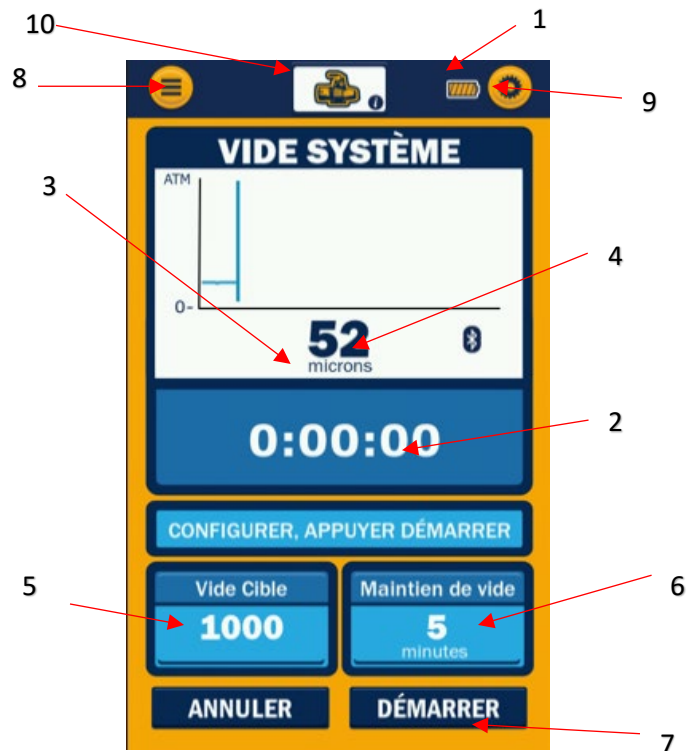 10
1
8
9
VIDE SYSTÈME
ATM
3
4
0-
52
microns
0:00:00
2
CONFIGURER, APPUYER DÉMARRER
5
Vide Cible
1000
Maintien de vide
5
minutes
6
ANNULER
DÉMARRER
7